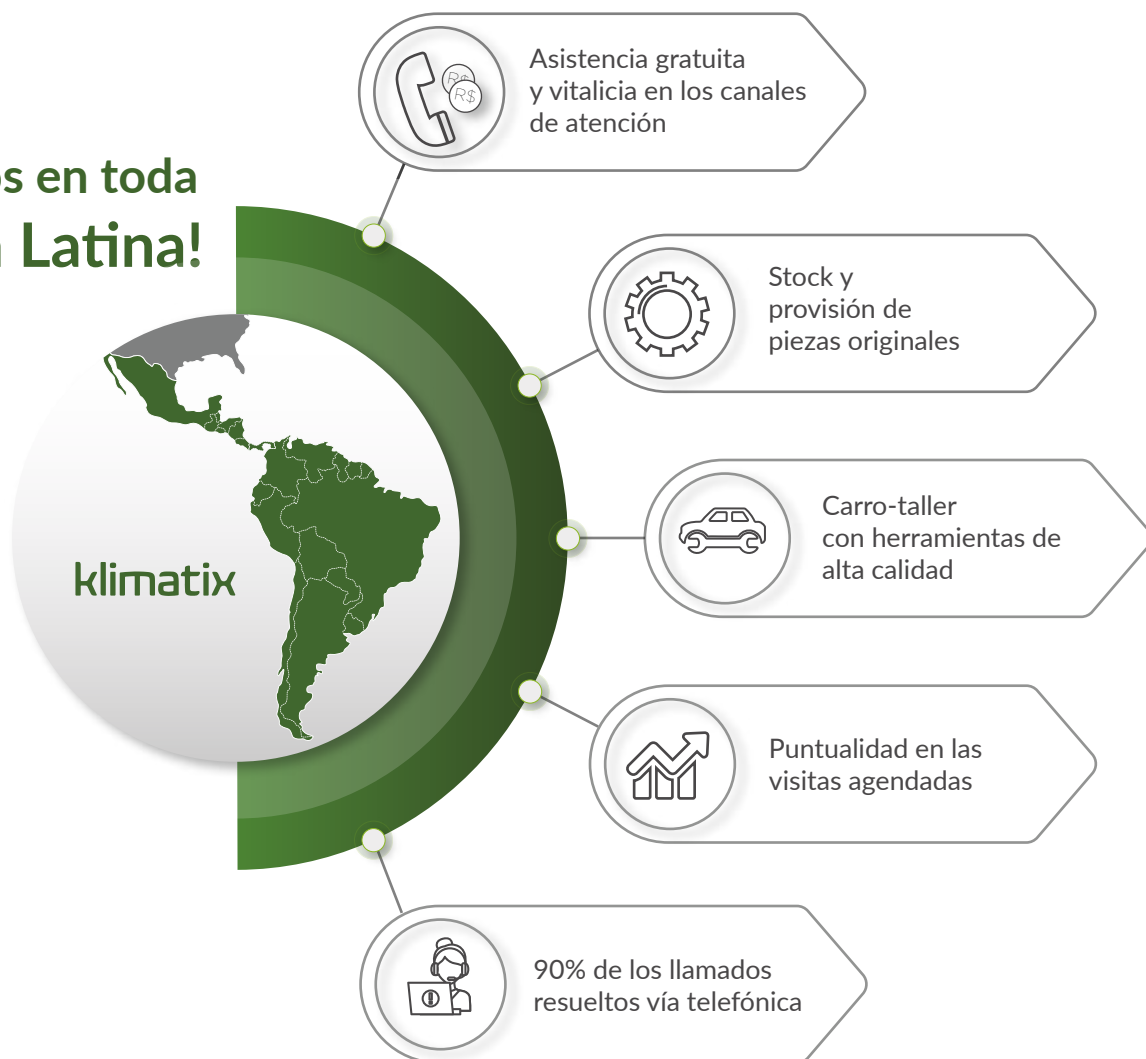 en toda
Latina!
klimatix
R$
R$
Asistencia gratuita
y vitalicia en los canales
de atención
Stock y
provisión de
piezas originales
Carro-taller
con herramientas de
alta calidad
Puntualidad en las
visitas agendadas
90% de los llamados
resueltos vía telefónica